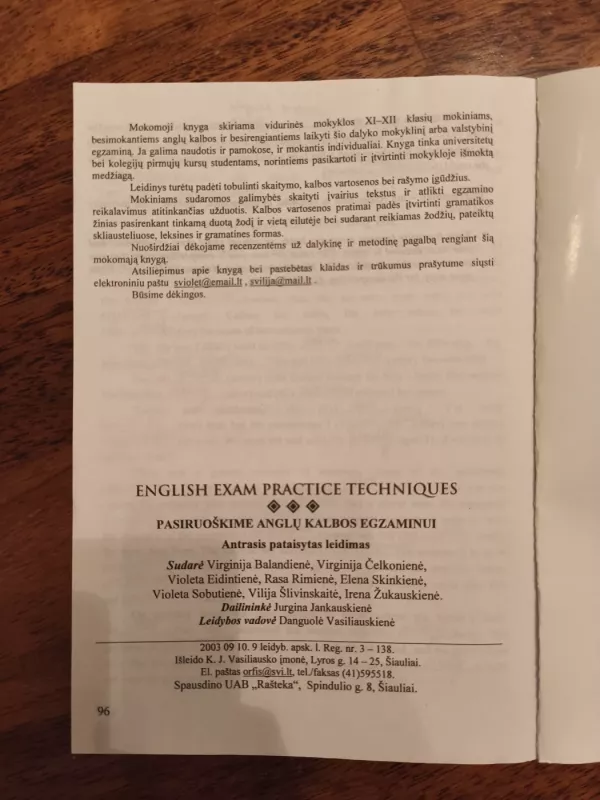 Mokomoji knyga skiriama vidurinės mokyklos XI–XII klasių mokiniams,
besimokantiems anglų kalbos ir besirengiantiems laikyti šio dalyko mokyklinį arba valstybinį
egzaminą. Ja galima naudotis ir pamokose, ir mokantis individualiai. Knyga tinka universitetų
bei kolegijų pirmųjų kursų studentams, norintiems pasikartoti ir įtvirtinti mokykloje išmoktą
medžiagą.
Leidinys turėtų padėti tobulinti skaitymo, kalbos vartosenos bei rašymo įgūdžius.
Mokiniams sudaromos galimybės skaityti įvairius tekstus ir atlikti egzamino
reikalavimus atitinkančias užduotis. Kalbos vartosenos pratimai padės įtvirtinti gramatikos
žinias pasirenkant tinkamą duotą žodį ir vietą eilutėje bei sudarant reikiamas žodžių, pateiktų
skliausteliuose, leksines ir gramatines formas.
Nuoširdžiai dėkojame recenzentėms už dalykinę ir metodinę pagalbą rengiant šią
mokomąją knygą.
Atsiliepimus apie knygą bei pastebėtas klaidas ir trūkumus prašytume siųsti
elektroniniu paštu sviolet@email.lt , svilija@mail.lt .
Būsime dėkingos.
ENGLISH EXAM PRACTICE TECHNIQUES
PASIRUOŠKIME ANGLŲ KALBOS EGZAMINUI
Antrasis pataisytas leidimas
Sudarė Virginija Balandienė, Virginija Čelkonienė,
Violeta Eidintienė, Rasa Rimienė, Elena Skinkienė,
Violeta Sobutienė, Vilija Šlivinskaitė, Irena Žukauskienė.
Dailininkė Jurgina Jankauskienė
Leidybos vadovė Danguolė Vasiliauskienė
2003 09 10. 9 leidyb. apsk. l. Reg. nr. 3 – 138.
Išleido K. J. Vasiliausko įmonė, Lyros g. 14 – 25, Šiauliai.
El. paštas orfis@svi.lt, tel./faksas (41)595518.
Spausdino UAB „Rašteka", Spindulio g. 8, Šiauliai.
96